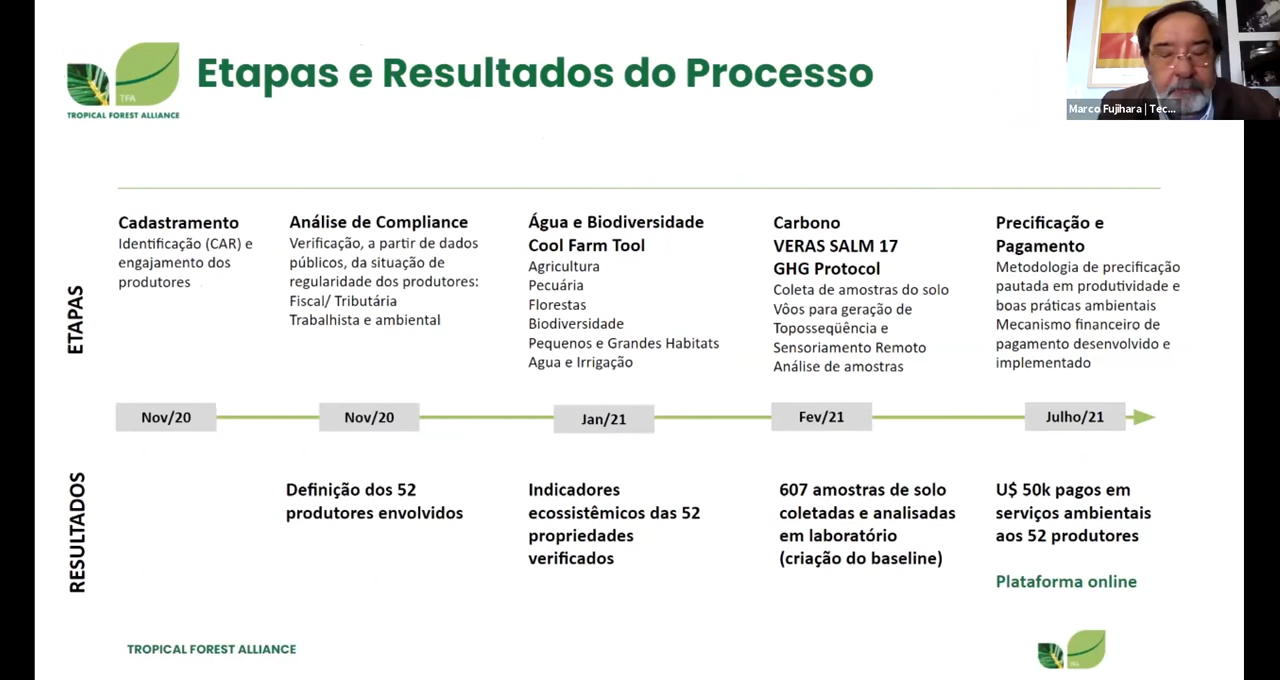 Etapas e Resultados do Processo
TFA
TROPICAL FOREST ALLIANCE
Marco Fujihara | Tec...
ETAPAS
Cadastramento
Identificação (CAR) e
engajamento dos
produtores
Análise de Compliance
Verificação, a partir de dados
públicos, da situação de
regularidade dos produtores:
Fiscal/ Tributária
Trabalhista e ambiental
Água e Biodiversidade
Cool Farm Tool
Agricultura
Pecuária
Florestas
Biodiversidade
Pequenos e Grandes Habitats
Agua e Irrigação
Carbono
VERAS SALM 17
GHG Protocol
Coleta de amostras do solo
Vôos para geração de
Toposseqüência e
Sensoriamento Remoto
Análise de amostras
Precificação e
Pagamento
Metodologia de precificação
pautada em produtividade e
boas práticas ambientais
Mecanismo financeiro de
pagamento desenvolvido e
implementado
Nov/20
Nov/20
Jan/21
Fev/21
Julho/21
RESULTADOS
Definição dos 52
produtores envolvidos
Indicadores
ecossistêmicos das 52
propriedades
verificados
607 amostras de solo
coletadas e analisadas
em laboratório
(criação do baseline)
U$ 50k pagos em
serviços ambientais
aos 52 produtores
Plataforma online
TROPICAL FOREST ALLIANCE